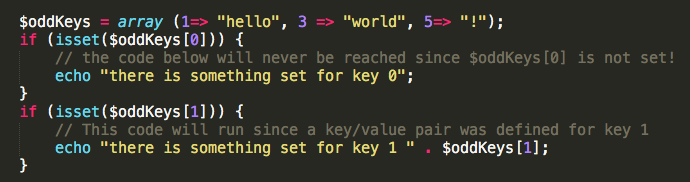 $oddKeys = array (1=> "hello", 3 => "world", 5=> "!");
if (isset($oddKeys[0])) {
    // the code below will never be reached since $oddKeys[0] is not set!
    echo "there is something set for key 0";
}
if (isset($oddKeys[1])) {
    // This code will run since a key/value pair was defined for key 1
    echo "there is something set for key 1 " . $oddKeys[1];
}